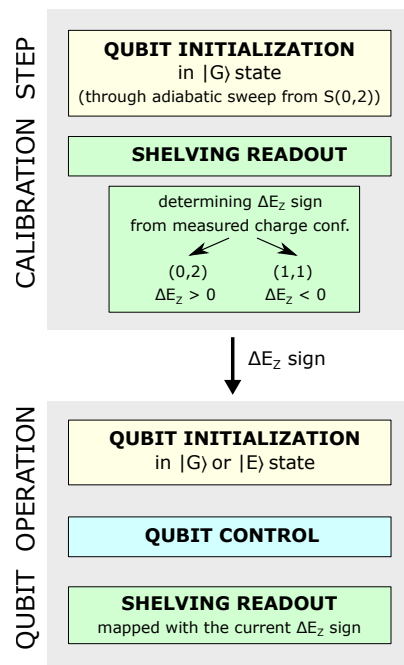 CALIBRATION STEP
QUBIT INITIALIZATION
in |G⟩ state
(through adiabatic sweep from S(0,2))
SHELVING READOUT
determining ΔE_Z sign
from measured charge conf.
(0,2) (1,1)
ΔE_Z > 0 ΔE_Z < 0
ΔE_Z sign
QUBIT OPERATION
QUBIT INITIALIZATION
in |G⟩ or |E⟩ state
QUBIT CONTROL
SHELVING READOUT
mapped with the current ΔE_Z sign